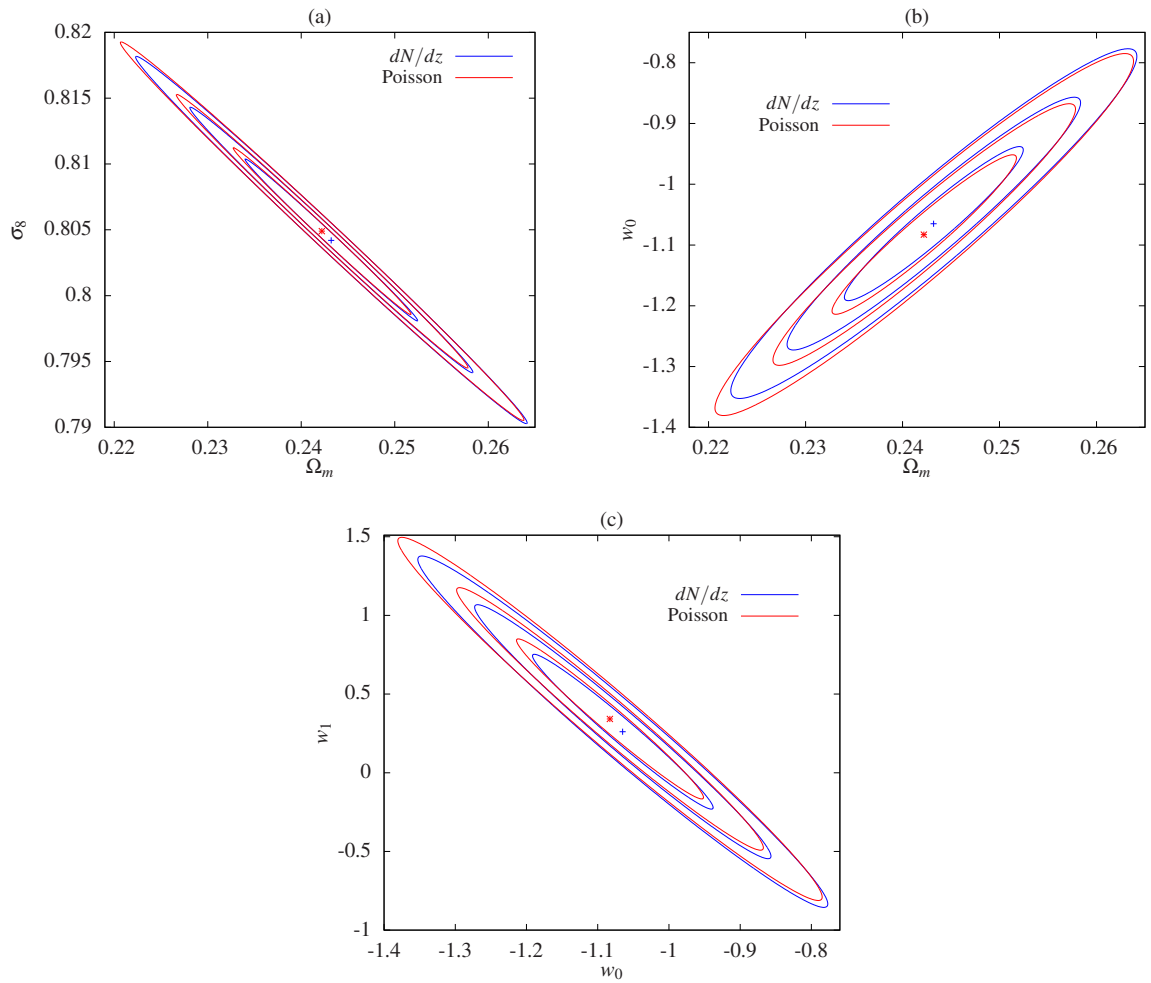 (a)
0.82
0.815
0.81
0.805
0.8
0.795
0.79
σ8
0.22 0.23 0.24 0.25 0.26
Ωm
dN/dz
Poisson
(b)
-0.8
-0.9
-1
-1.1
-1.2
-1.3
-1.4
w0
0.22 0.23 0.24 0.25 0.26
Ωm
dN/dz
Poisson
(c)
1.5
1
0.5
0
-0.5
-1
w1
-1.4 -1.3 -1.2 -1.1 -1 -0.9 -0.8
w0
dN/dz
Poisson